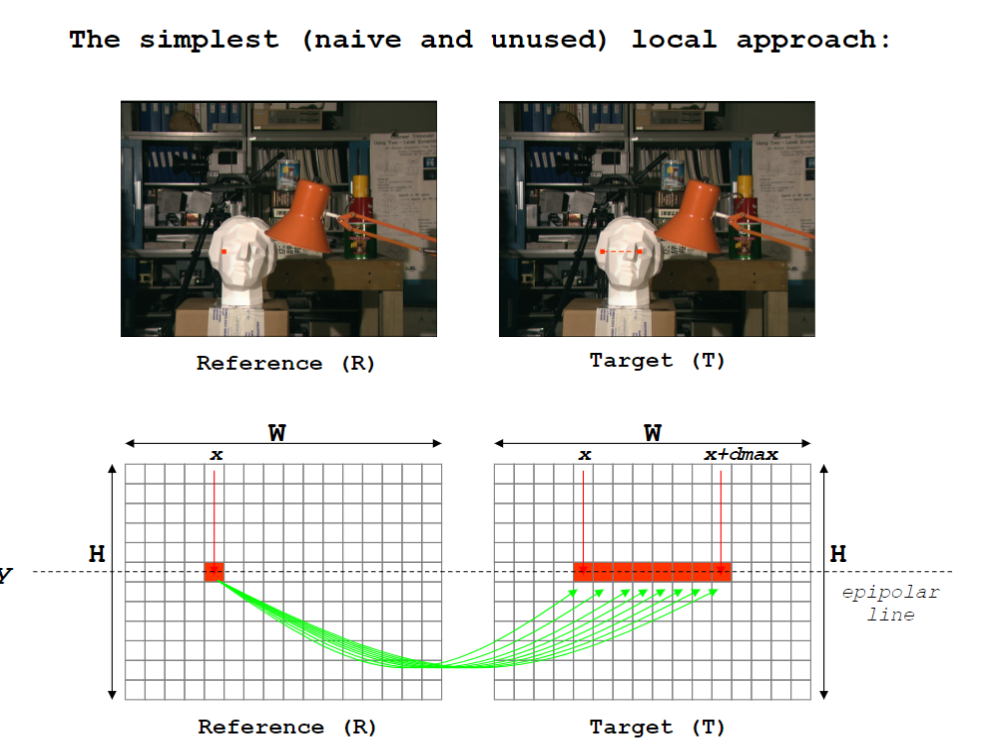 The simplest (naive and unused) local approach:
Reference (R)
Target (T)
W
W
x
x
x+dmax
H
H
y
epipolar
line
Reference (R)
Target (T)